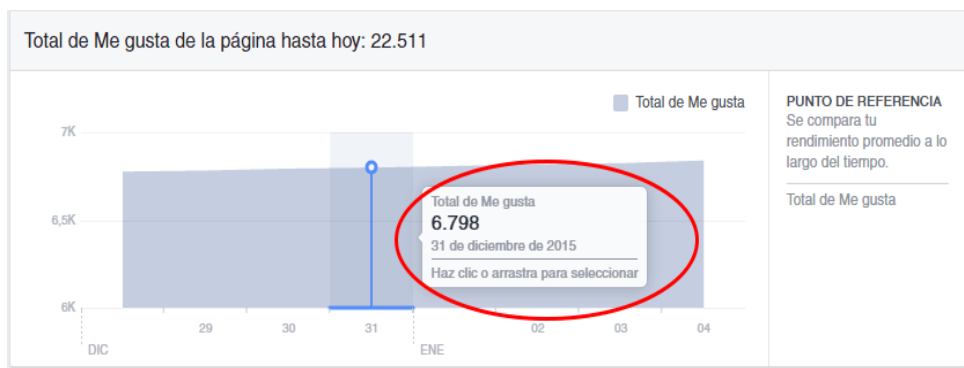 Total de Me gusta de la página hasta hoy: 22.511
Total de Me gusta
7K
6,5K
6K
Total de Me gusta
6.798
31 de diciembre de 2015
Haz clic o arrastra para seleccionar
29 30 31 02 03 04
DIC ENE
PUNTO DE REFERENCIA
Se compara tu
rendimiento promedio a lo
largo del tiempo.
Total de Me gusta